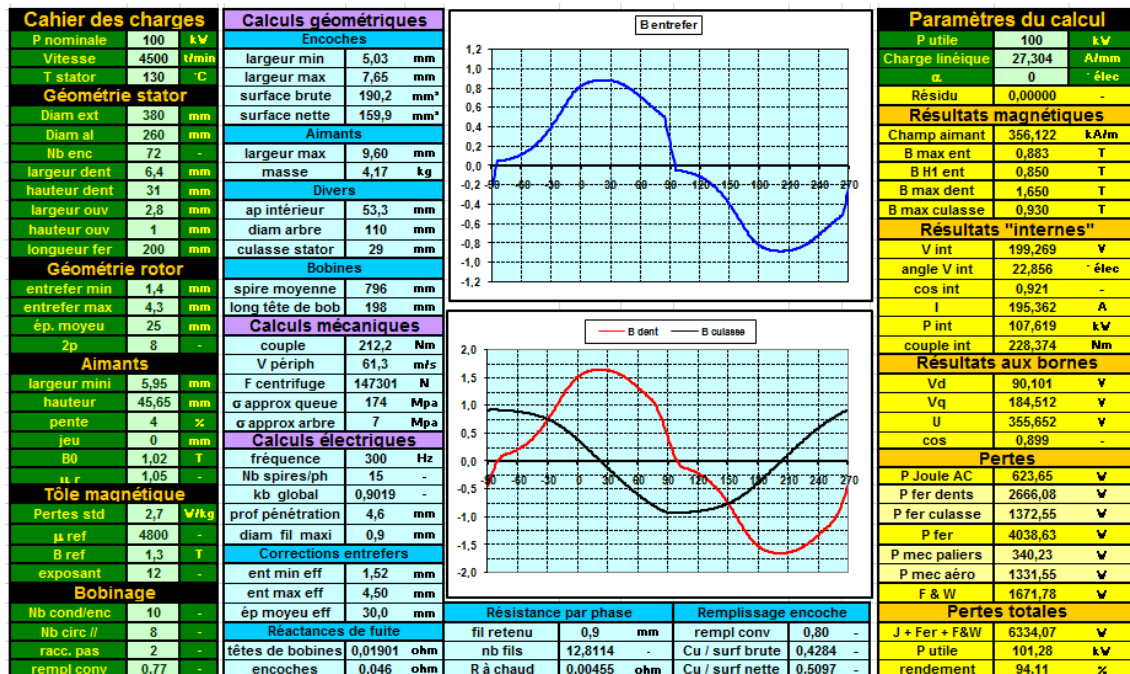 Cahier des charges
P nominale 100 kW
Vitesse 4500 t/min
T stator 130 °C
Géométrie stator
Diam ext 380 mm
Diam al 260 mm
Nb enc 72 -
largeur dent 6,4 mm
hauteur dent 31 mm
largeur ouv 2,8 mm
hauteur ouv 1 mm
longueur fer 200 mm
Géométrie rotor
entrefer min 1,4 mm
entrefer max 4,3 mm
ép. moyeu 25 mm
2p 8 -
Aimants
largeur mini 5,95 mm
hauteur 45,65 mm
pente 4 %
jeu 0 mm
B0 1,02 T
µ r 1,05 -
Tôle magnétique
Pertes std 2,7 W/kg
µ ref 4800 -
B ref 1,3 T
exposant 12 -
Bobinage
Nb cond/enc 10 -
Nb circ // 8 -
racc. pas 2 -
rempl conv 0,77 -
Calculs géométriques
Encoches
largeur min 5,03 mm
largeur max 7,65 mm
surface brute 190,2 mm²
surface nette 159,9 mm²
Aimants
largeur max 9,60 mm
masse 4,17 kg
Divers
ap intérieur 53,3 mm
diam arbre 110 mm
culasse stator 29 mm
Bobines
spire moyenne 796 mm
long tête de bob 198 mm
Calculs mécaniques
couple 212,2 Nm
V périph 61,3 m/s
F centrifuge 147301 N
σ approx queue 174 Mpa
σ approx arbre 7 Mpa
Calculs électriques
fréquence 300 Hz
Nb spires/ph 15 -
kb global 0,9019 -
prof pénétration 4,6 mm
diam fil maxi 0,9 mm
Corrections entrefers
ent min eff 1,52 mm
ent max eff 4,50 mm
ép moyeu eff 30,0 mm
Réactances de fuite
têtes de bobines 0,01901 ohm
encoches 0,046 ohm
B entrefer
1,2
1,0
0,8
0,6
0,4
0,2
0,0
-0,2
-0,4
-0,6
-0,8
-1,0
-1,2
-90 -60 -30 0 30 60 90 120 150 180 210 240 270
B dent B culasse
2,0
1,5
1,0
0,5
0,0
-0,5
-1,0
-1,5
-2,0
-90 -60 -30 0 30 60 90 120 150 180 210 240 270
Résistance par phase
fil retenu 0,9 mm
nb fils 12,8114 -
R à chaud 0,00455 ohm
Remplissage encoche
rempl conv 0,80 -
Cu / surf brute 0,4284 -
Cu / surf nette 0,5097 -
Paramètres du calcul
P utile 100 kW
Charge linéique 27,304 A/mm
α 0 ° élec
Résidu 0,00000 -
Résultats magnétiques
Champ aimant 356,122 kA/m
B max ent 0,883 T
B H1 ent 0,850 T
B max dent 1,650 T
B max culasse 0,930 T
Résultats "internes"
V int 199,269 V
angle V int 22,856 ° élec
cos int 0,921 -
I 195,362 A
P int 107,619 kW
couple int 228,374 Nm
Résultats aux bornes
Vd 90,101 V
Vq 184,512 V
U 355,652 V
cos 0,899 -
Pertes
P Joule AC 623,65 W
P fer dents 2666,08 W
P fer culasse 1372,55 W
P fer 4038,63 W
P mec paliers 340,23 W
P mec aéro 1331,55 W
F & W 1671,78 W
Pertes totales
J + Fer + F&W 6334,07 W
P utile 101,28 kW
rendement 94,11 %